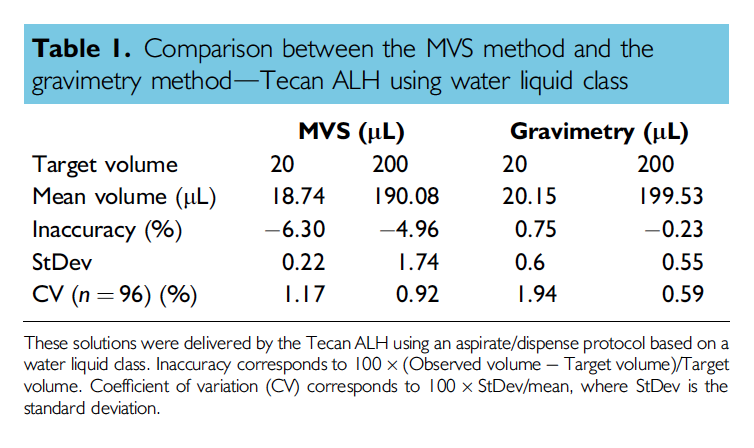 Table 1. Comparison between the MVS method and the
gravimetry method—Tecan ALH using water liquid class
MVS (μL) Gravimetry (μL)
Target volume 20 200 20 200
Mean volume (μL) 18.74 190.08 20.15 199.53
Inaccuracy (%) −6.30 −4.96 0.75 −0.23
StDev 0.22 1.74 0.6 0.55
CV (n = 96) (%) 1.17 0.92 1.94 0.59
These solutions were delivered by the Tecan ALH using an aspirate/dispense protocol based on a
water liquid class. Inaccuracy corresponds to 100 × (Observed volume − Target volume)/Target
volume. Coefficient of variation (CV) corresponds to 100 × StDev/mean, where StDev is the
standard deviation.